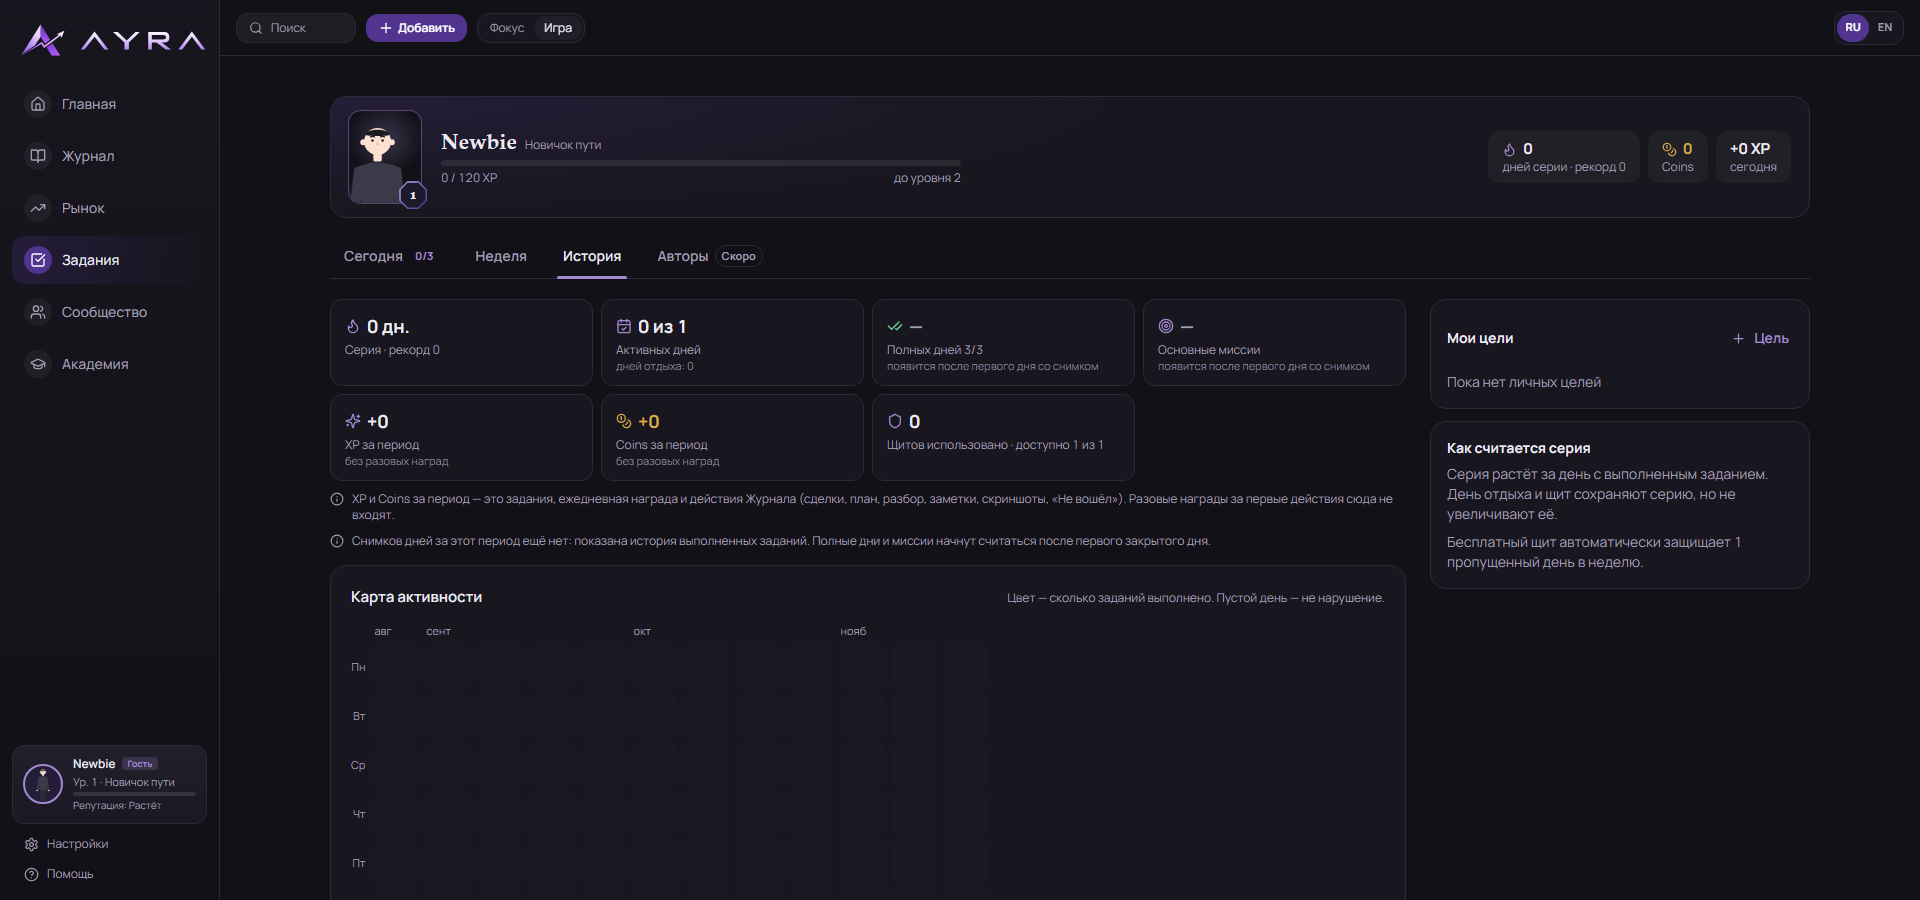 AYRA
Поиск
Добавить
Фокус
Игра
RU
EN
Главная
Журнал
Рынок
Задания
Сообщество
Академия
Newbie Новичок пути
0 / 120 XP
до уровня 2
1
0
дней серии · рекорд 0
0
Coins
+0 XP
сегодня
Сегодня 0/3
Неделя
История
Авторы Скоро
0 дн.
Серия · рекорд 0
0 из 1
Активных дней
дней отдыха: 0
—
Полных дней 3/3
появится после первого дня со снимком
—
Основные миссии
появится после первого дня со снимком
+0
XP за период
без разовых наград
+0
Coins за период
без разовых наград
0
Щитов использовано · доступно 1 из 1
XP и Coins за период — это задания, ежедневная награда и действия Журнала (сделки, план, разбор, заметки, скриншоты, «Не вошёл»). Разовые награды за первые действия сюда не
входят.
Снимков дней за этот период ещё нет: показана история выполненных заданий. Полные дни и миссии начнут считаться после первого закрытого дня.
Карта активности
Цвет — сколько заданий выполнено. Пустой день — не нарушение.
авг
сент
окт
нояб
Пн
Вт
Ср
Чт
Пт
Мои цели
+ Цель
Пока нет личных целей
Как считается серия
Серия растёт за день с выполненным заданием.
День отдыха и щит сохраняют серию, но не
увеличивают её.
Бесплатный щит автоматически защищает 1
пропущенный день в неделю.
Newbie Гость
Ур. 1 · Новичок пути
Репутация: Растёт
Настройки
Помощь